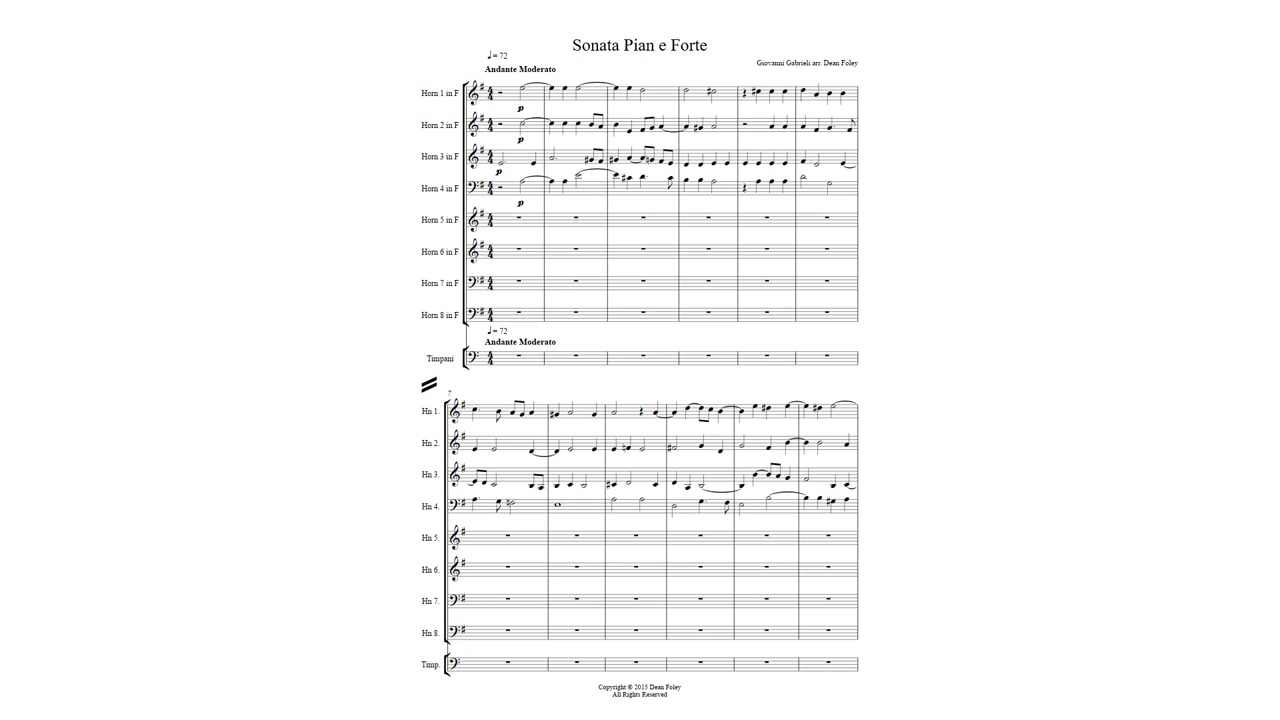 Sonata Pian e Forte
♩= 72
Giovanni Gabrieli arr. Dean Foley
Andante Moderato
Horn 1 in F
p
Horn 2 in F
p
Horn 3 in F
p
Horn 4 in F
p
Horn 5 in F
Horn 6 in F
Horn 7 in F
Horn 8 in F
♩= 72
Andante Moderato
Timpani
7
Hn 1.
Hn 2.
Hn 3.
Hn 4.
Hn 5.
Hn 6.
Hn 7.
Hn 8.
Timp.
Copyright © 2015 Dean Foley
All Rights Reserved